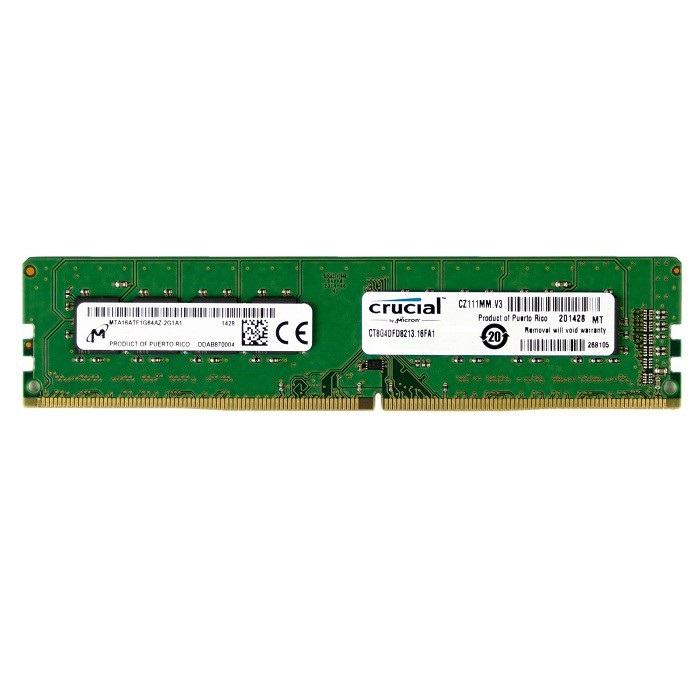 MTA16ATF1G64AZ-2G1A1 1428
PRODUCT OF PUERTO RICO DDAB870004
CE
crucial
by Micron
CT8G4DFD8213.16FA1
CZ111MM.V3
Product of Puerto Rico 201428 MT
20
Removal will void warranty
268105